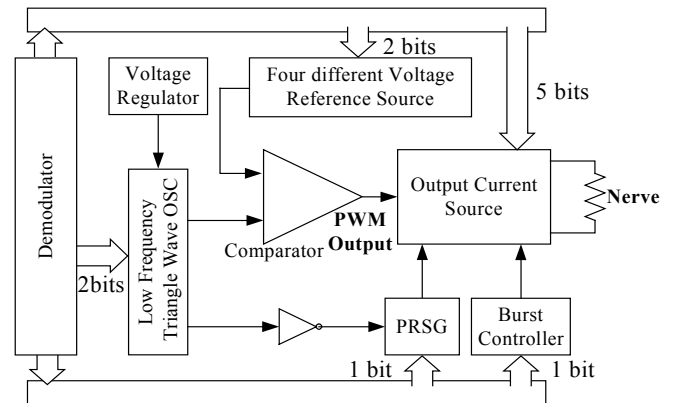 2 bits
Voltage
Regulator
Four different Voltage
Reference Source
5 bits
Demodulator
Low Frequency
Triangle Wave OSC
2bits
Comparator
PWM
Output
Output Current
Source
Nerve
PRSG
Burst
Controller
1 bit
1 bit